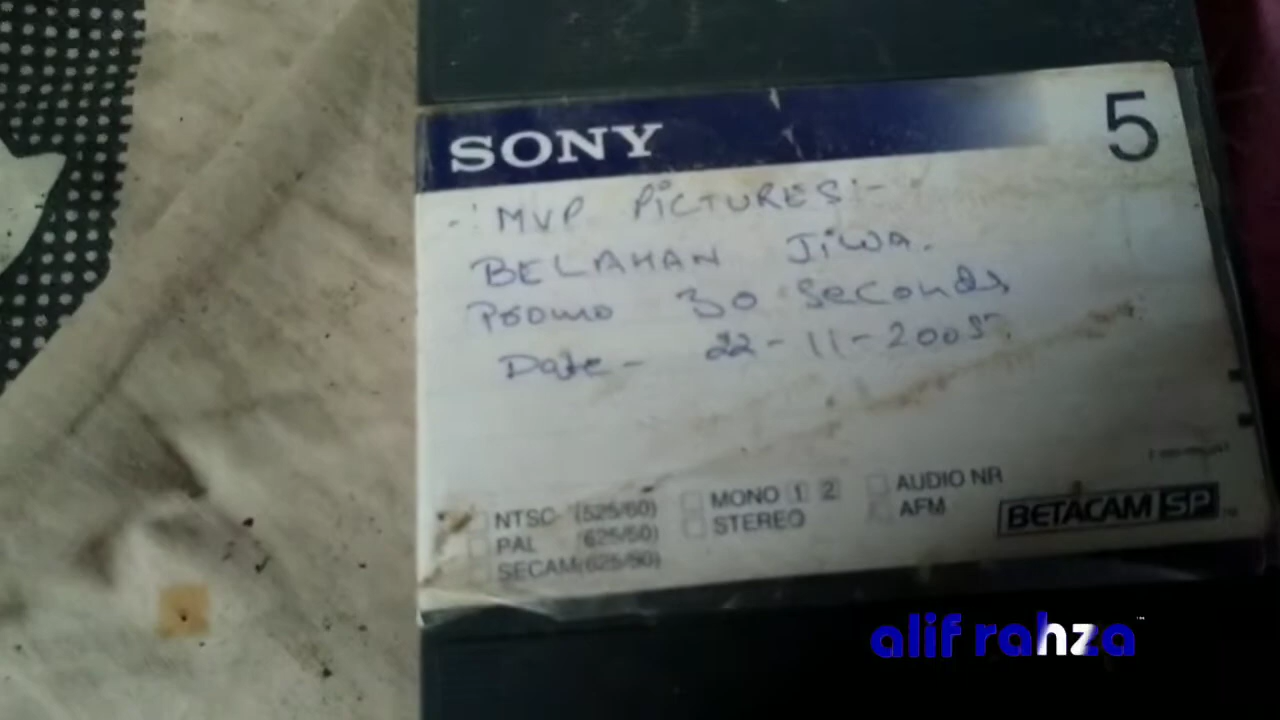 SONY 5
-' MVP PICTURES:-
BELAHAN JIWA.
Promo 30 Seconds
Date - 22-11-2005.
NTSC (525/60) MONO 1 2 AUDIO NR
PAL (625/50) STEREO AFM
SECAM (625/50)
BETACAM SP
alif rahza™